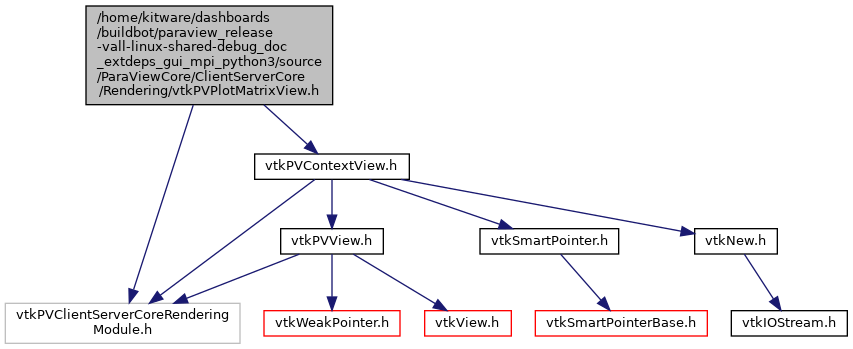 /home/kitware/dashboards
/buildbot/paraview_release
-vall-linux-shared-debug_doc
_extdeps_gui_mpi_python3/source
/ParaViewCore/ClientServerCore
/Rendering/vtkPVPlotMatrixView.h
vtkPVContextView.h
vtkPVView.h
vtkSmartPointer.h
vtkNew.h
vtkPVClientServerCoreRendering
Module.h
vtkWeakPointer.h
vtkView.h
vtkSmartPointerBase.h
vtkIOStream.h